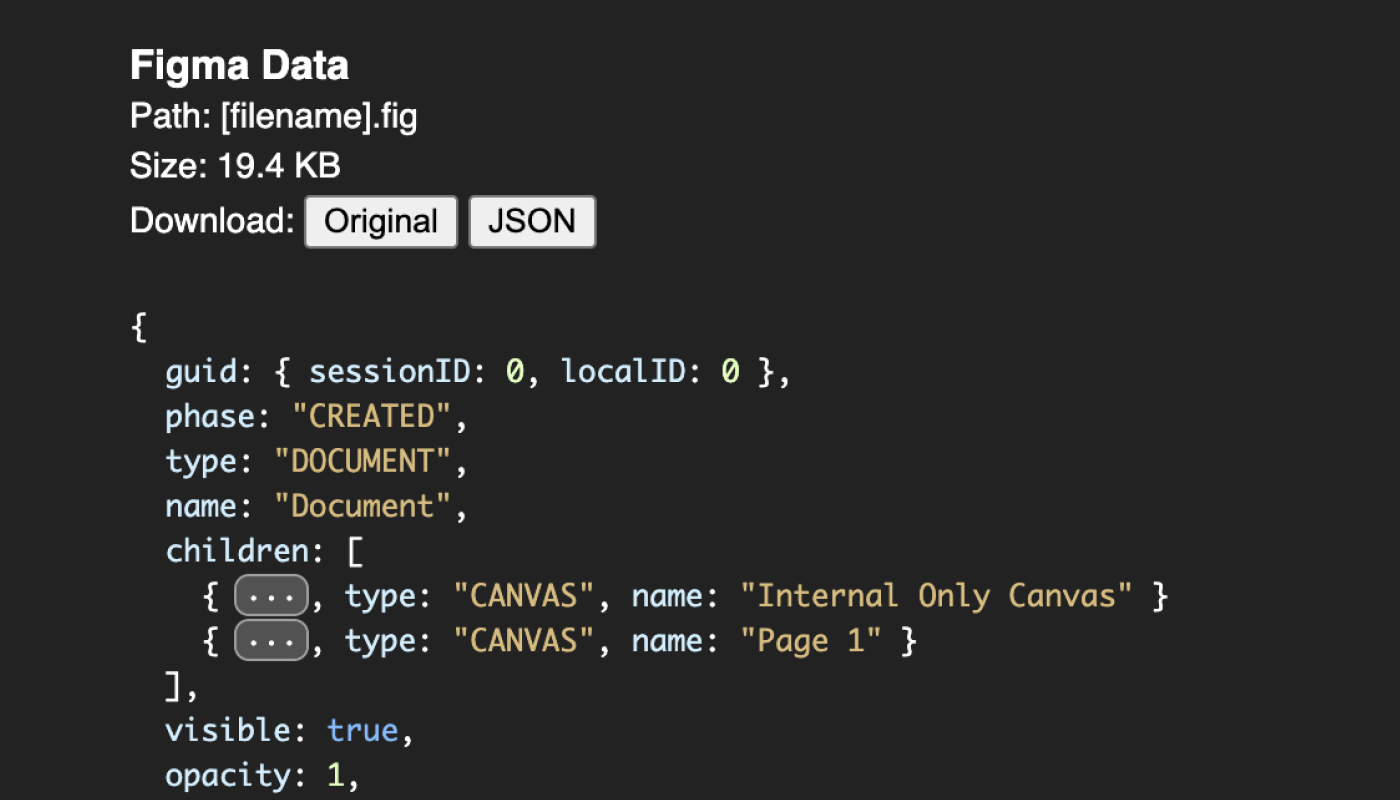 Figma Data
Path: [filename].fig
Size: 19.4 KB
Download: Original JSON
{
guid: { sessionID: 0, localID: 0 },
phase: "CREATED",
type: "DOCUMENT",
name: "Document",
children: [
{ ..., type: "CANVAS", name: "Internal Only Canvas" }
{ ..., type: "CANVAS", name: "Page 1" }
],
visible: true,
opacity: 1,